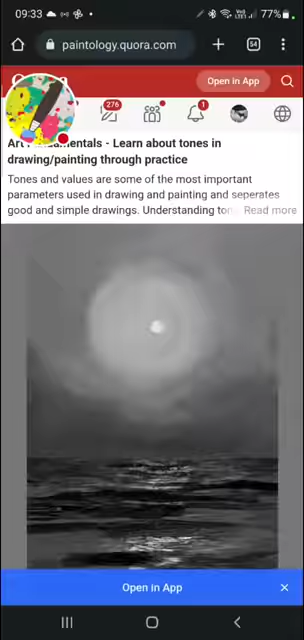 09:33
77%
paintology.quora.com
54
Open in App
276
1
Art
amentals - Learn about tones in
drawing/painting through practice
Tones and values are some of the most important
parameters used in drawing and painting and seperates
good and simple drawings. Understanding to Read more
Open in App